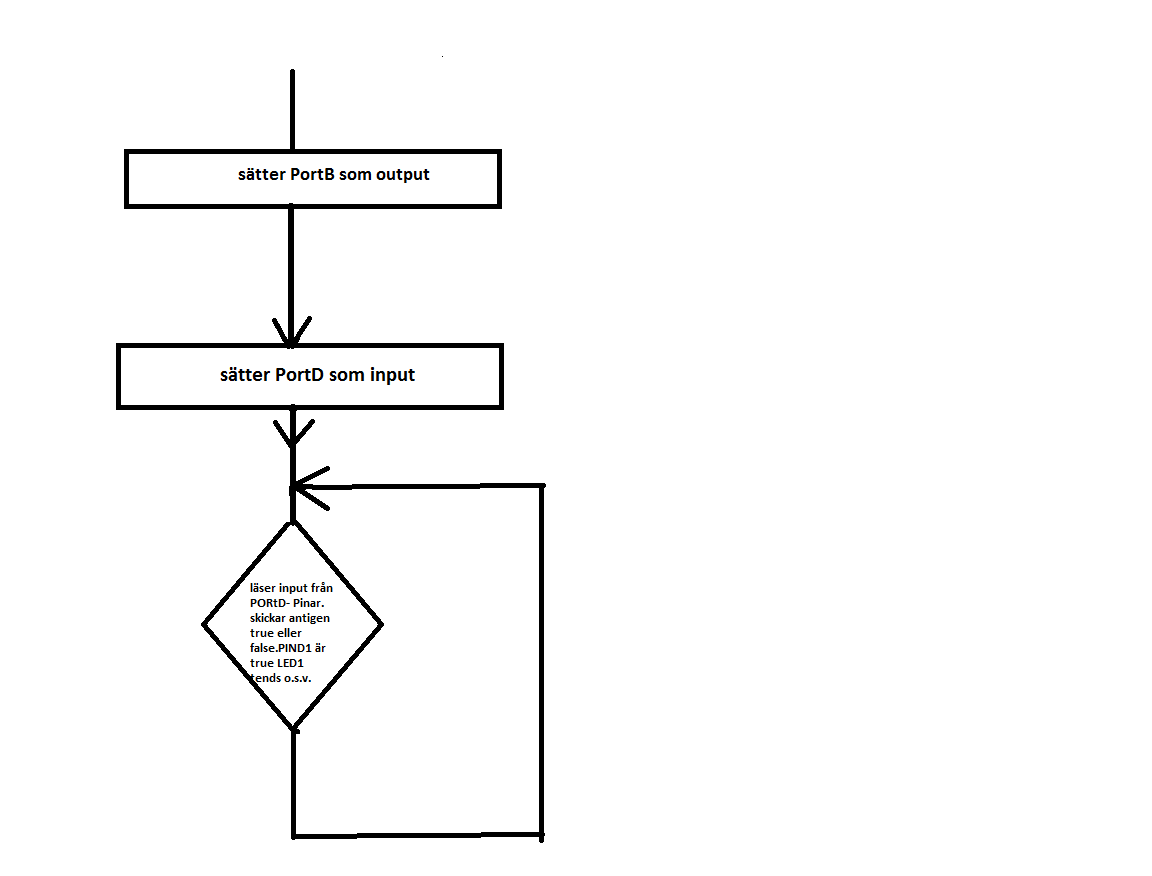 sätter PortB som output
sätter PortD som input
läser input från
PORtD- Pinar.
skickar antigen
true eller
false.PIND1 är
true LED1
tends o.s.v.